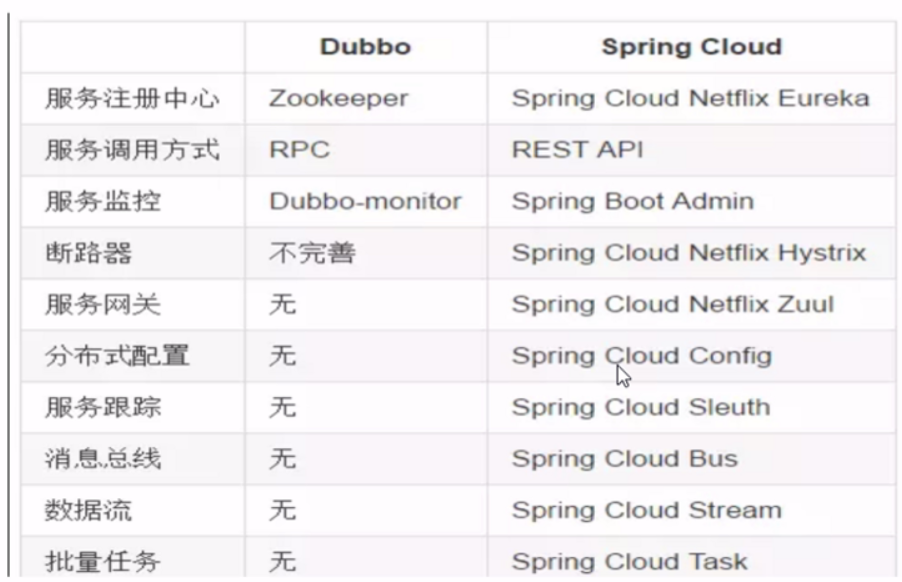 Dubbo Spring Cloud
服务注册中心 Zookeeper Spring Cloud Netflix Eureka
服务调用方式 RPC REST API
服务监控 Dubbo-monitor Spring Boot Admin
断路器 不完善 Spring Cloud Netflix Hystrix
服务网关 无 Spring Cloud Netflix Zuul
分布式配置 无 Spring Cloud Config
服务跟踪 无 Spring Cloud Sleuth
消息总线 无 Spring Cloud Bus
数据流 无 Spring Cloud Stream
批量任务 无 Spring Cloud Task